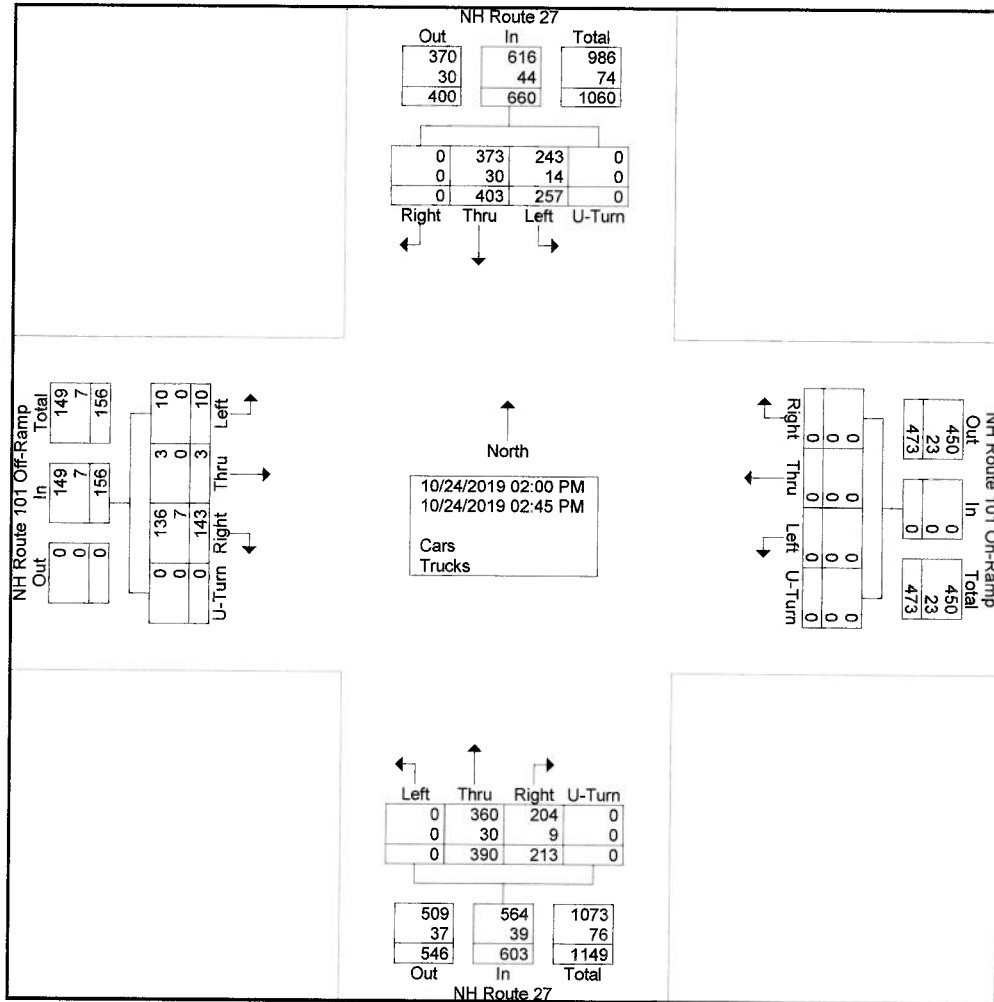 NH Route 27
Out In Total
370 616 986
30 44 74
400 660 1060
0 373 243 0
0 30 14 0
0 403 257 0
Right Thru Left U-Turn
NH Route 101 Off-Ramp
Total In Out
149 7 156
149 7 156
0 0 0
Left 10 0 10
Thru 3 0 3
Right 136 7 143
U-Turn 0 0 0
North
10/24/2019 02:00 PM
10/24/2019 02:45 PM
Cars
Trucks
Right 0 0 0
Thru 0 0 0
Left 0 0 0
U-Turn 0 0 0
NH Route 101 On-Ramp
Out In Total
450 23 473
0 0 0
450 23 473
Left Thru Right U-Turn
0 360 204 0
0 30 9 0
0 390 213 0
509 564 1073
37 39 76
546 603 1149
Out In Total
NH Route 27